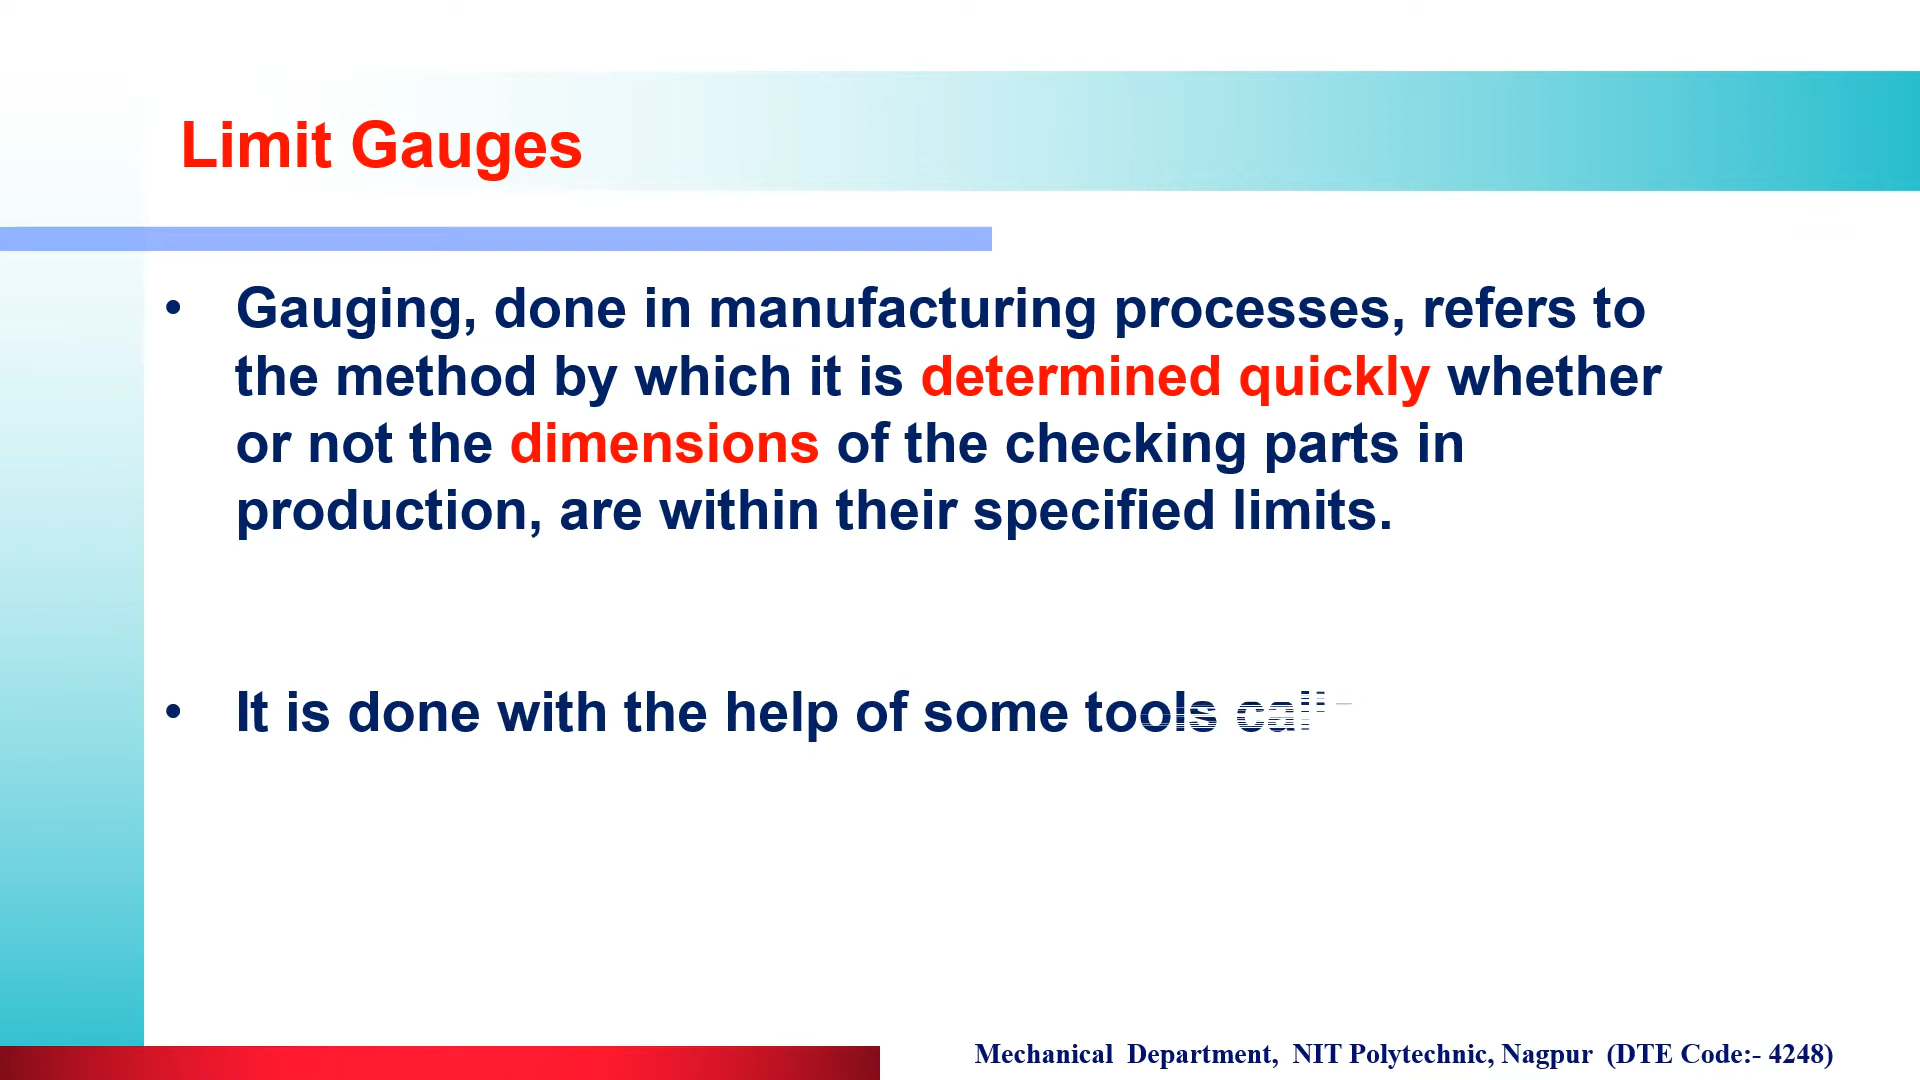 Limit Gauges
• Gauging, done in manufacturing processes, refers to
the method by which it is determined quickly whether
or not the dimensions of the checking parts in
production, are within their specified limits.
• It is done with the help of some tools
Mechanical Department, NIT Polytechnic, Nagpur (DTE Code:- 4248)